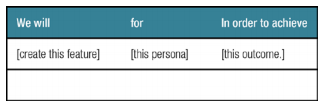 We will for In order to achieve
[create this feature] [this persona] [this outcome.]